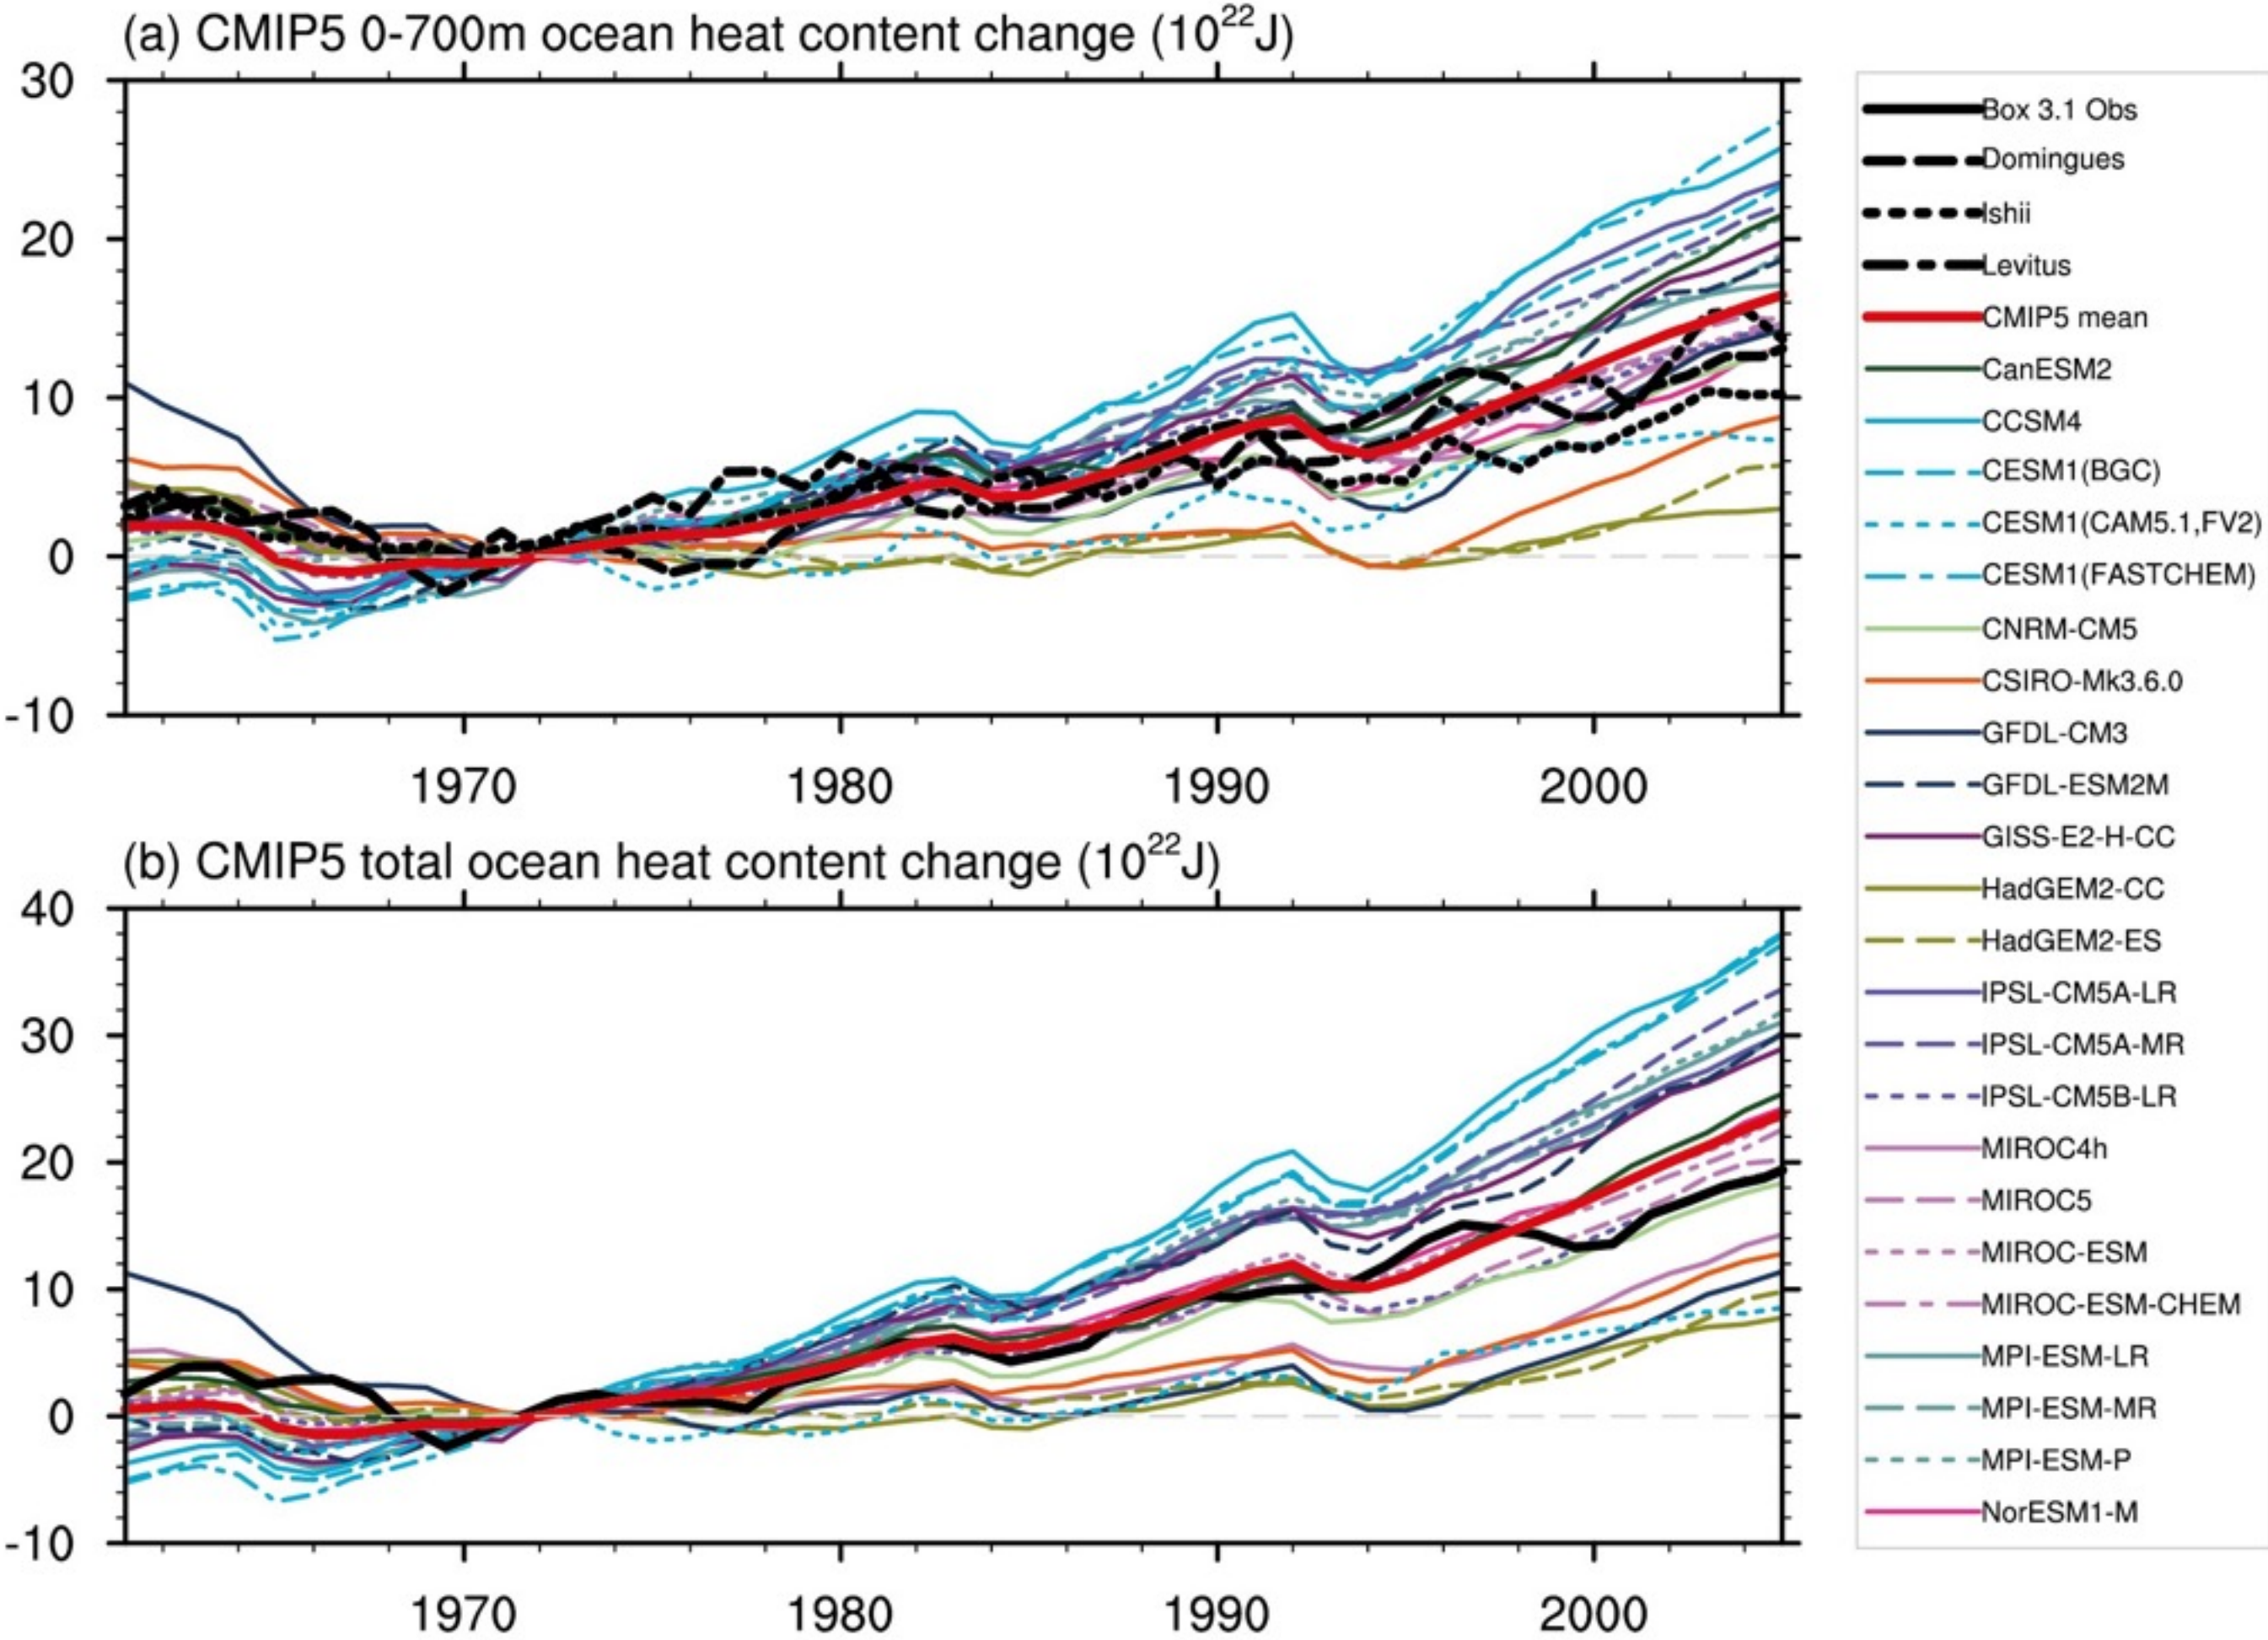 (a) CMIP5 0-700m ocean heat content change (10²²J)
30
20
10
0
-10
1970 1980 1990 2000
(b) CMIP5 total ocean heat content change (10²²J)
40
30
20
10
0
-10
1970 1980 1990 2000
Box 3.1 Obs
Domingues
Ishii
Levitus
CMIP5 mean
CanESM2
CCSM4
CESM1(BGC)
CESM1(CAM5.1,FV2)
CESM1(FASTCHEM)
CNRM-CM5
CSIRO-Mk3.6.0
GFDL-CM3
GFDL-ESM2M
GISS-E2-H-CC
HadGEM2-CC
HadGEM2-ES
IPSL-CM5A-LR
IPSL-CM5A-MR
IPSL-CM5B-LR
MIROC4h
MIROC5
MIROC-ESM
MIROC-ESM-CHEM
MPI-ESM-LR
MPI-ESM-MR
MPI-ESM-P
NorESM1-M